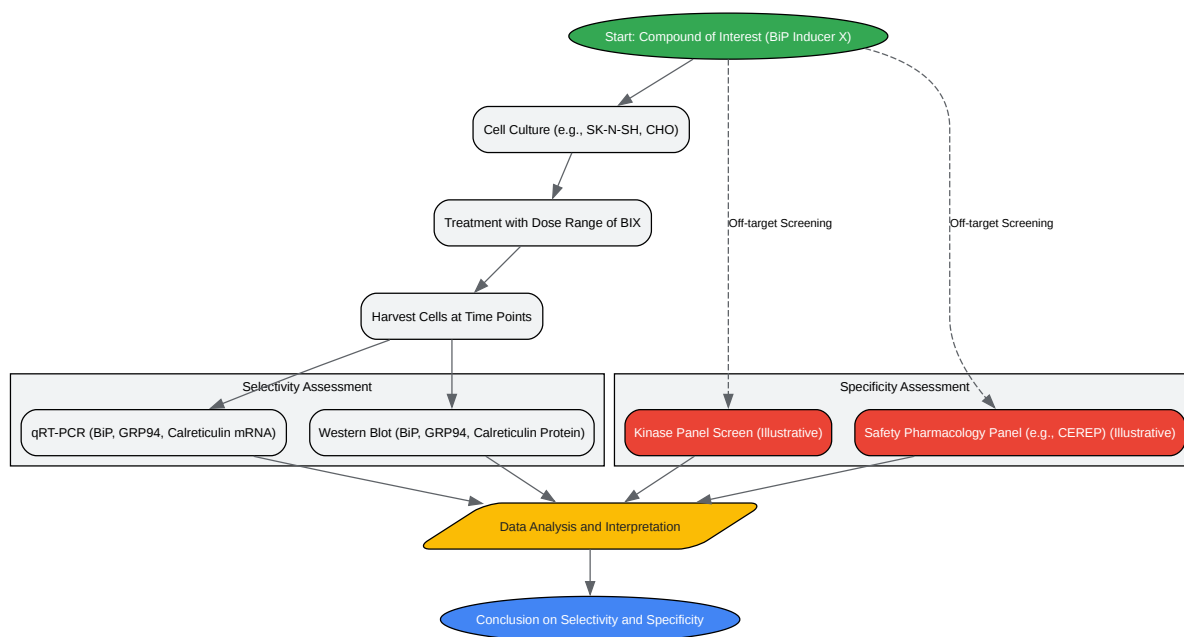 Start: Compound of Interest (BiP Inducer X)
Cell Culture (e.g., SK-N-SH, CHO)
Treatment with Dose Range of BIX
Off-target Screening
Off-target Screening
Harvest Cells at Time Points
Selectivity Assessment
Specificity Assessment
qRT-PCR (BiP, GRP94, Calreticulin mRNA)
Western Blot (BiP, GRP94, Calreticulin Protein)
Kinase Panel Screen (Illustrative)
Safety Pharmacology Panel (e.g., CEREP) (Illustrative)
Data Analysis and Interpretation
Conclusion on Selectivity and Specificity